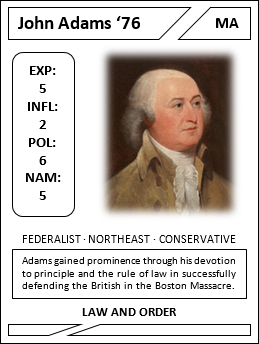 John Adams ‘76
MA
EXP:
5
INFL:
2
POL:
6
NAM:
5
FEDERALIST · NORTHEAST · CONSERVATIVE
Adams gained prominence through his devotion
to principle and the rule of law in successfully
defending the British in the Boston Massacre.
LAW AND ORDER